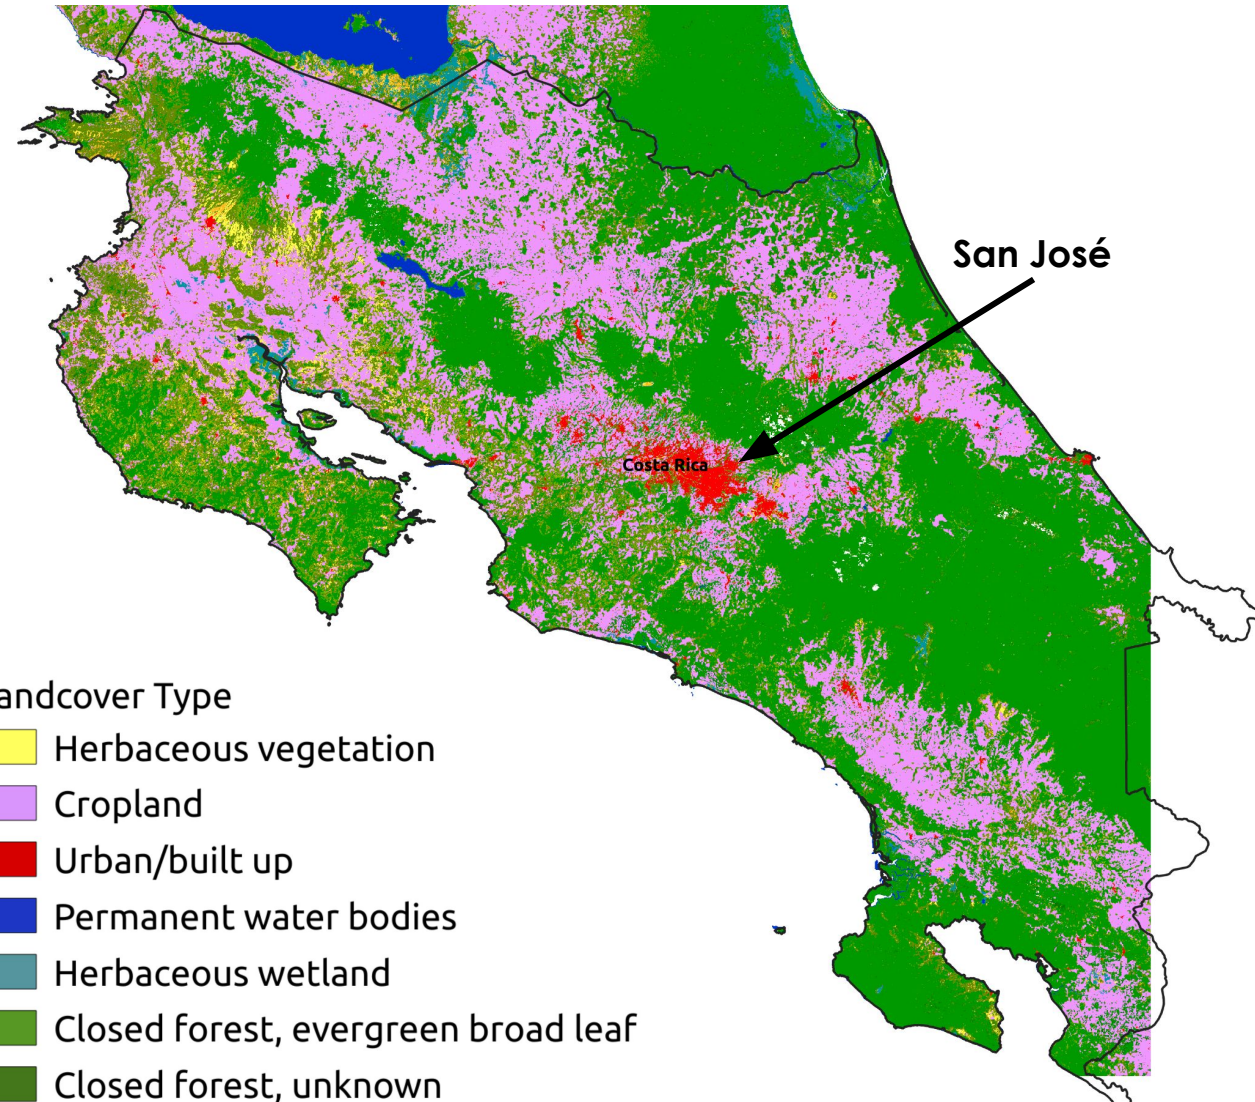 San José
Costa Rica
andcover Type
Herbaceous vegetation
Cropland
Urban/built up
Permanent water bodies
Herbaceous wetland
Closed forest, evergreen broad leaf
Closed forest, unknown